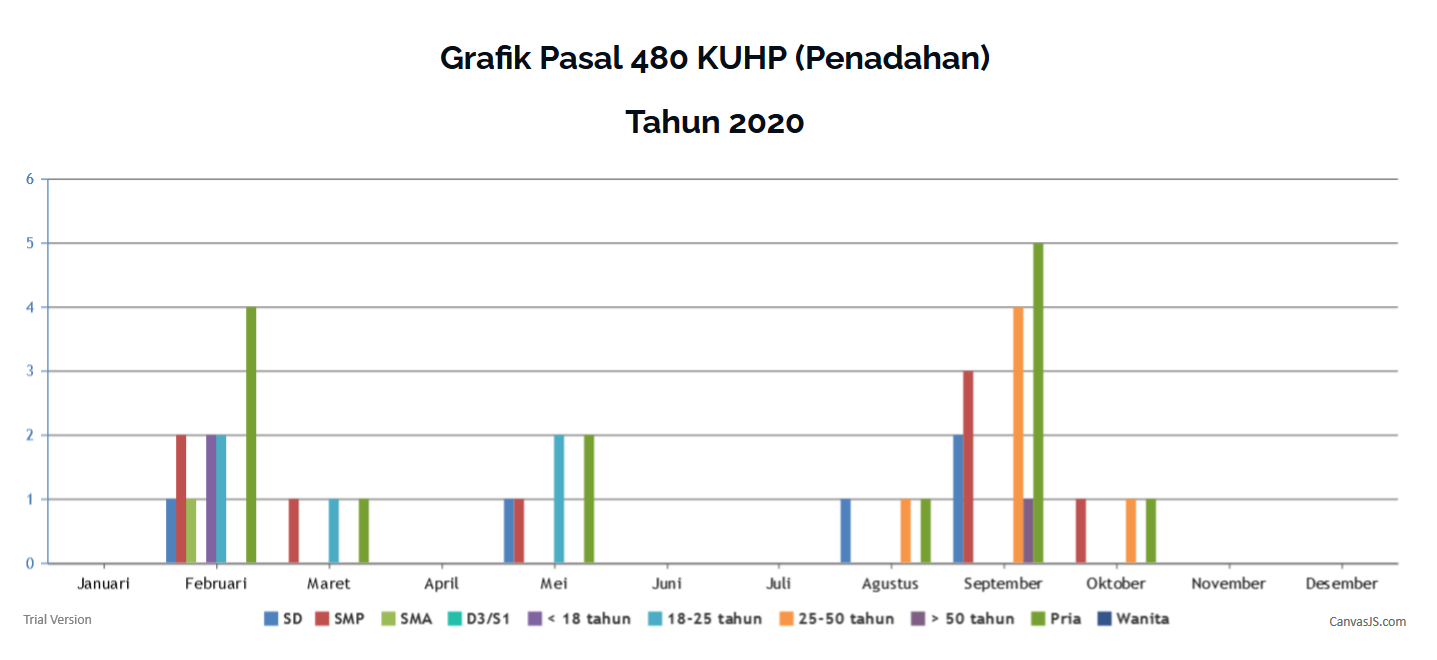 Grafik Pasal 480 KUHP (Penadahan)
Tahun 2020
6
5
4
3
2
1
0
Januari Februari Maret April Mei Juni Juli Agustus September Oktober November Desember
SD SMP SMA D3/S1 < 18 tahun 18-25 tahun 25-50 tahun > 50 tahun Pria Wanita
Trial Version CanvasJS.com